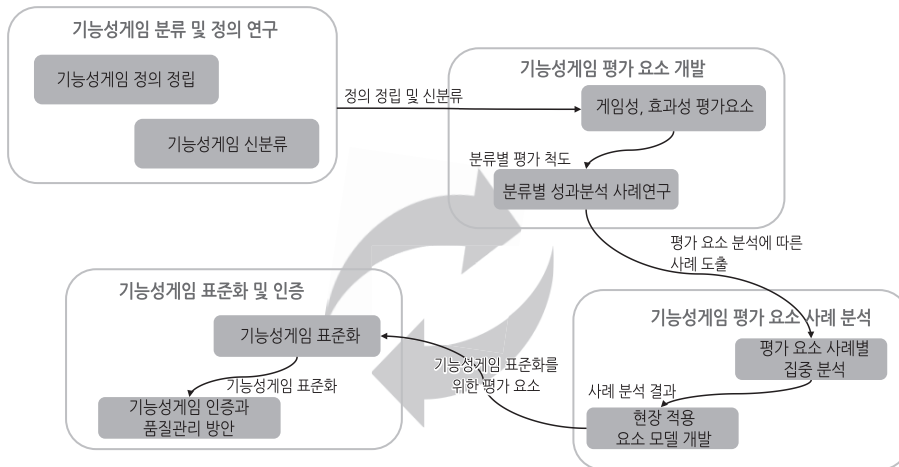 기능성게임 분류 및 정의 연구
기능성게임 정의 정립
기능성게임 신분류
정의 정립 및 신분류
기능성게임 평가 요소 개발
게임성, 효과성 평가요소
분류별 평가 척도
분류별 성과분석 사례연구
평가 요소 분석에 따른
사례 도출
기능성게임 평가 요소 사례 분석
평가 요소 사례별
집중 분석
사례 분석 결과
현장 적용
요소 모델 개발
기능성게임 표준화를
위한 평가 요소
기능성게임 표준화 및 인증
기능성게임 표준화
기능성게임 표준화
기능성게임 인증과
품질관리 방안